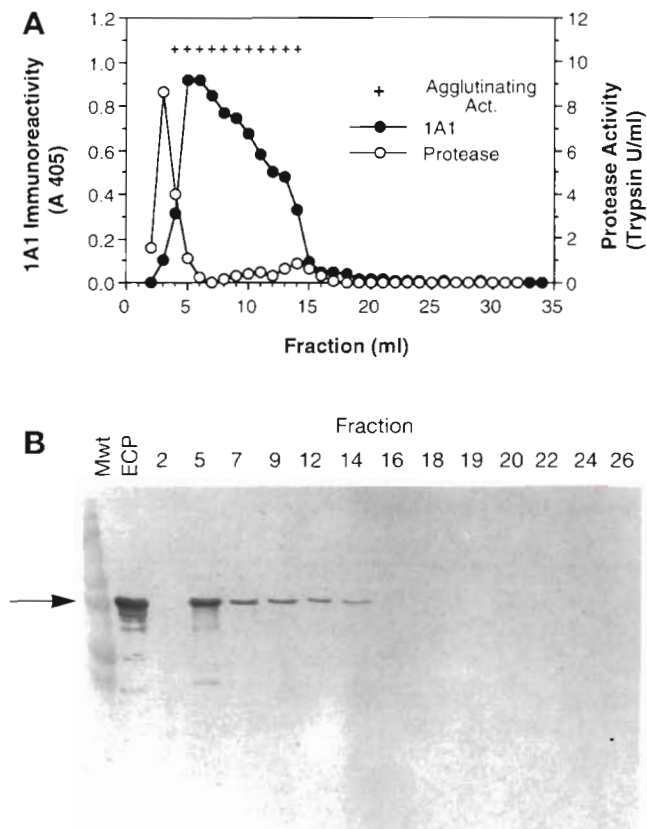 A
1A1 Immunoreactivity
(A 405)
1.2
1.0
0.8
0.6
0.4
0.2
0.0
12
10
8
6
4
2
0
Protease Activity
(Trypsin U/ml)
+ Agglutinating
Act.
1A1
Protease
0 5 10 15 20 25 30 35
Fraction (ml)
B
Fraction
Mwt ECP 2 5 7 9 12 14 16 18 19 20 22 24 26